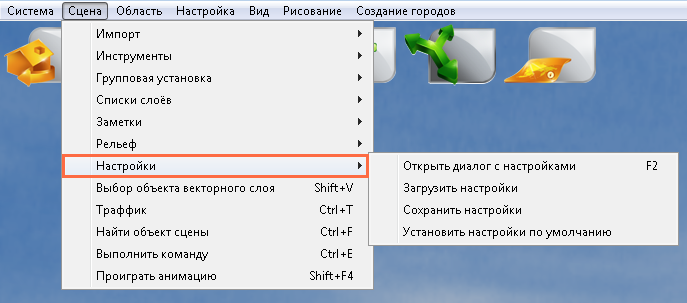 Система Сцена Область Настройка Вид Рисование Создание городов
Импорт
Инструменты
Групповая установка
Списки слоёв
Заметки
Рельеф
Настройки
Выбор объекта векторного слоя Shift+V
Траффик Ctrl+T
Найти объект сцены Ctrl+F
Выполнить команду Ctrl+E
Проиграть анимацию Shift+F4
Открыть диалог с настройками F2
Загрузить настройки
Сохранить настройки
Установить настройки по умолчанию